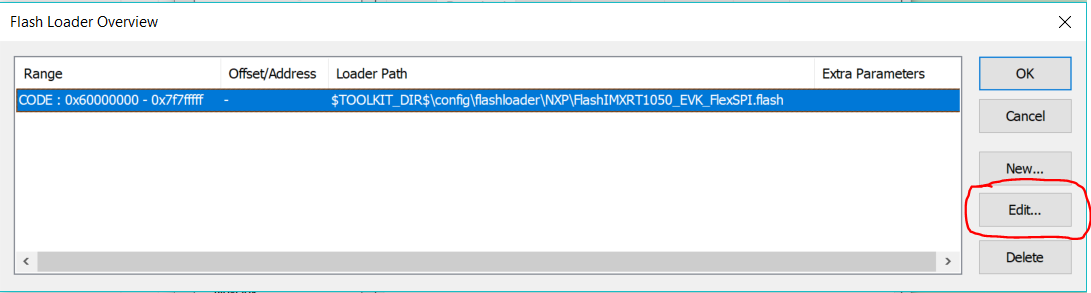 Flash Loader Overview
Range Offset/Address Loader Path Extra Parameters
CODE : 0x60000000 - 0x7f7fffff - $TOOLKIT_DIR$\config\flashloader\NXP\FlashIMXRT1050_EVK_FlexSPI.flash
OK
Cancel
New...
Edit...
Delete